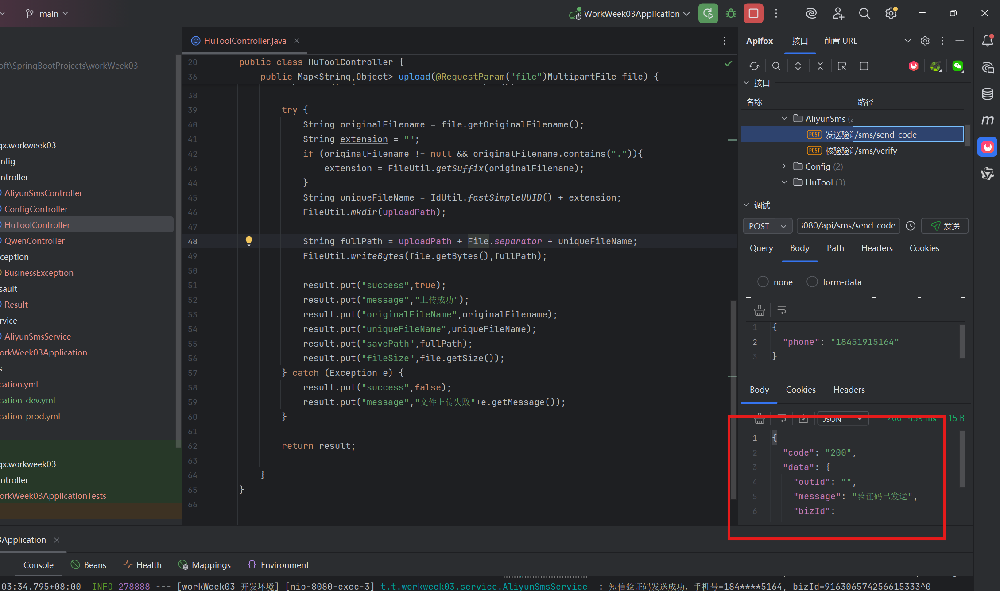 main
WorkWeek03Application
HuToolController.java
Apifox
接口
前置 URL
oft\SpringBootProjects\workWeek03
qx.workweek03
nfig
ntroller
AliyunSmsController
ConfigController
HuToolController
QwenController
ception
BusinessException
sault
Result
rvice
AliyunSmsService
orkWeek03Application
s
cation.yml
cation-dev.yml
cation-prod.yml
qx.workweek03
ntroller
orkWeek03ApplicationTests
20 public class HuToolController {
36 public Map<String,Object> upload(@RequestParam("file")MultipartFile file) {
38
39 try {
40 String originalFilename = file.getOriginalFilename();
41 String extension = "";
42 if (originalFilename != null && originalFilename.contains(".")){
43 extension = FileUtil.getSuffix(originalFilename);
44 }
45 String uniqueFileName = IdUtil.fastSimpleUUID() + extension;
46 FileUtil.mkdir(uploadPath);
47
48 String fullPath = uploadPath + File.separator + uniqueFileName;
49 FileUtil.writeBytes(file.getBytes(),fullPath);
50
51 result.put("success",true);
52 result.put("message","上传成功");
53 result.put("originalFileName",originalFilename);
54 result.put("uniqueFileName",uniqueFileName);
55 result.put("savePath",fullPath);
56 result.put("fileSize",file.getSize());
57 } catch (Exception e) {
58 result.put("success",false);
59 result.put("message","文件上传失败"+e.getMessage());
60 }
61
62 return result;
63
64 }
65 }
66
接口
名称 路径
AliyunSms
POST 发送验 /sms/send-code
POST 核验验 /sms/verify
Config (2)
HuTool (3)
调试
POST 080/api/sms/send-code 发送
Query Body Path Headers Cookies
none form-data
1 {
2 "phone": "18451915164"
3 }
Body Cookies Headers
JSON 200 439 ms 15 B
1 {
2 "code": "200",
3 "data": {
4 "outId": "",
5 "message": "验证码已发送",
6 "bizId":
3Application
Console Beans Health Mappings Environment
03:34.795+08:00 INFO 278888 --- [workWeek03 开发环境] [nio-8080-exec-3] t.t.workweek03.service.AliyunSmsService : 短信验证码发送成功, 手机号=184****5164, bizId=916306574256615333^0